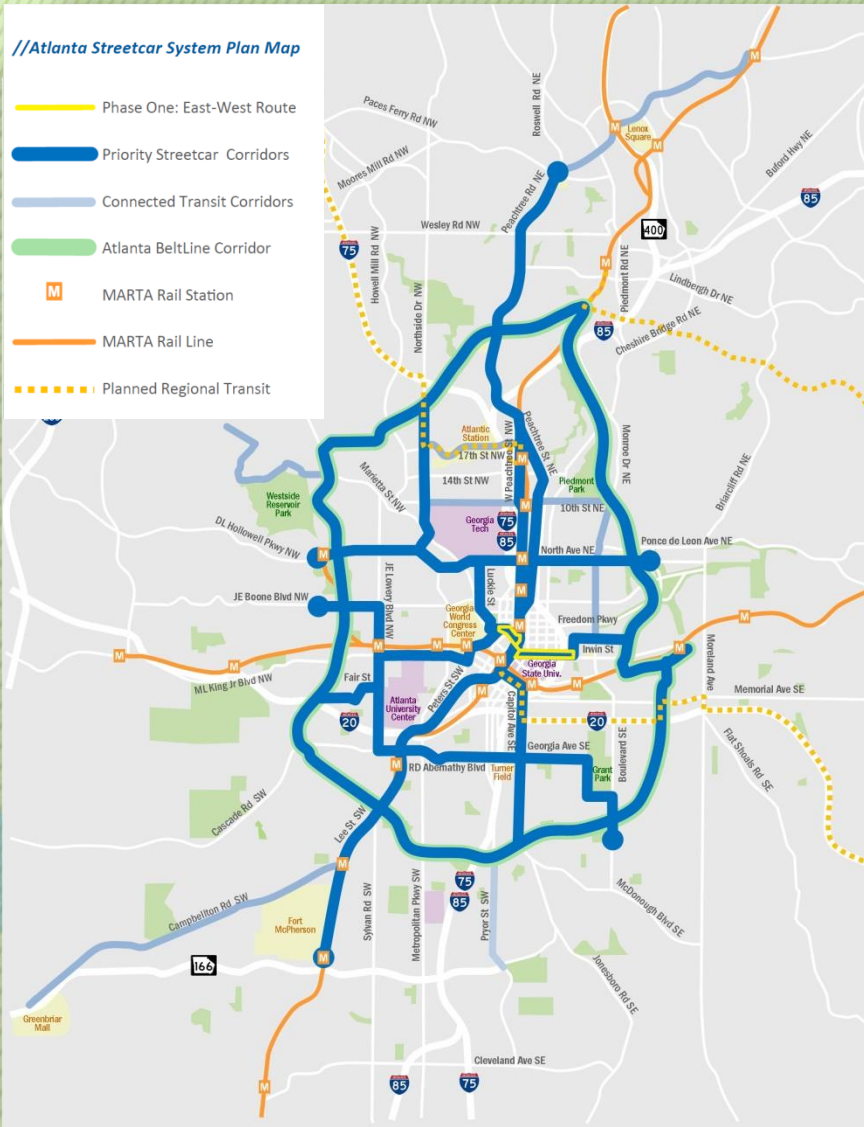 //Atlanta Streetcar System Plan Map
Phase One: East-West Route
Priority Streetcar Corridors
Connected Transit Corridors
Atlanta BeltLine Corridor
M
MARTA Rail Station
MARTA Rail Line
Planned Regional Transit
Paces Ferry Rd NW
Roswell Rd NE
M
M
Lenox
Square
M
Buford Hwy NE
Moores Mill Rd NW
Peachtree Rd NE
85
Wesley Rd NW
400
75
Howell Mill Rd NW
M
Piedmont Rd NE
Lindbergh Dr NE
Northside Dr NW
85
Cheshire Bridge Rd NE
Atlantic
Station
17th St NW
W Peachtree St NW
Peachtree St NE
M
Monroe Dr NE
Briarcliff Rd NE
Marietta St NW
14th St NW
Piedmont
Park
Westside
Reservoir
Park
M
10th St NE
Georgia
Tech
75
85
DL Hollowell Pkwy NW
M
North Ave NE
M
Ponce de Leon Ave NE
JE Boone Blvd NW
JE Lowery Blvd NW
Luckie St
M
Georgia
World
Congress
Center
M
Freedom Pkwy
Irwin St
M
M
M
M
M
M
M
Moreland Ave
ML King Jr Blvd NW
Fair St
Georgia
State Univ.
M
M
M
Peters St SW
Atlanta
University
Center
Capitol Ave SE
Memorial Ave SE
20
20
Georgia Ave SE
Boulevard SE
Flat Shoals Rd SE
M
RD Abernathy Blvd
Turner
Field
Grant
Park
Cascade Rd SW
Lee St SW
M
75
85
McDonough Blvd SE
Campbellton Rd SW
Sylvan Rd SW
Metropolitan Pkwy SW
Pryor St SW
Fort
McPherson
M
166
Jonesboro Rd SE
Greenbriar
Mall
Cleveland Ave SE
M
85
75